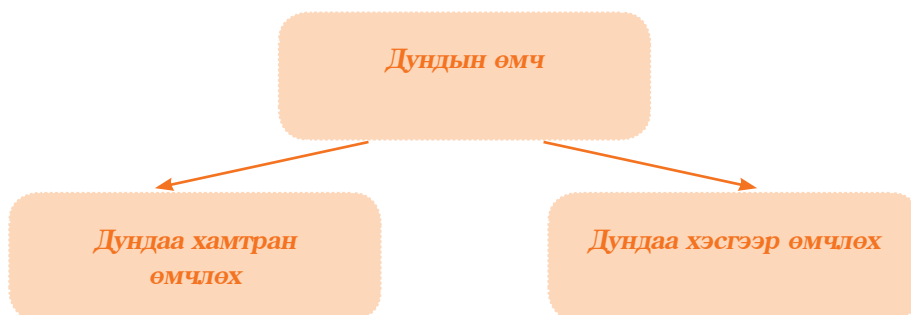 Дундын өмч
Дундаа хамтран
өмчлөх
Дундаа хэсгээр өмчлөх